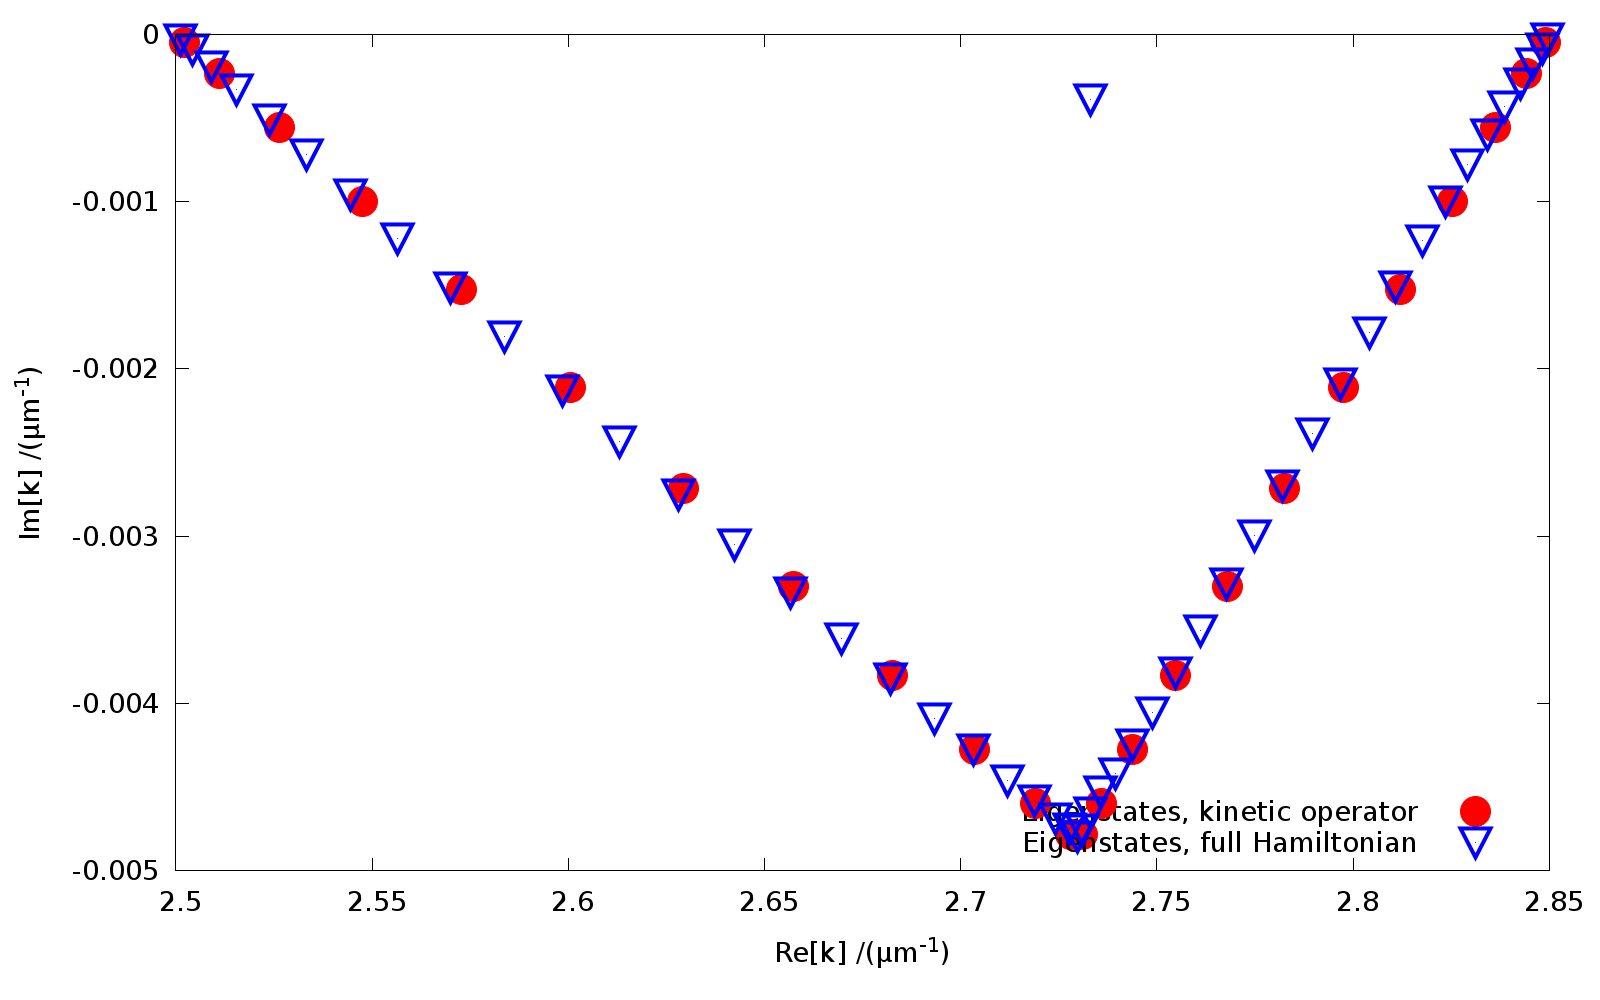 0
-0.001
-0.002
-0.003
-0.004
-0.005
2.5 2.55 2.6 2.65 2.7 2.75 2.8 2.85
Im[k] /(μm-1)
Re[k] /(μm-1)
Eigenstates, kinetic operator
Eigenstates, full Hamiltonian